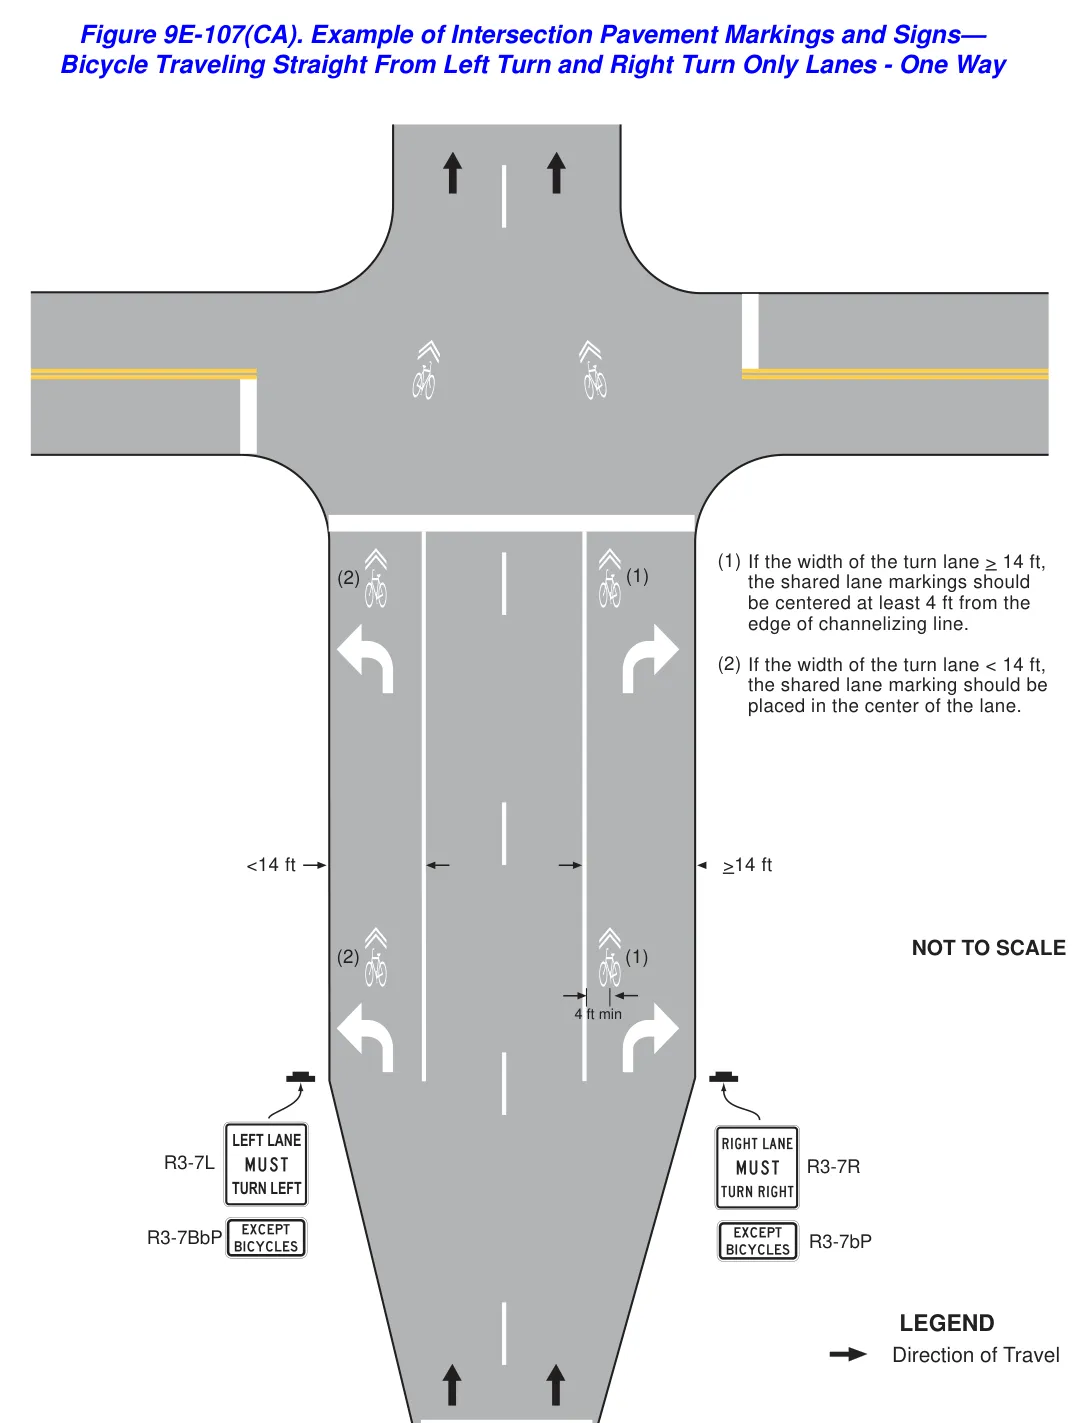 Figure 9E-107(CA). Example of Intersection Pavement Markings and Signs—
Bicycle Traveling Straight From Left Turn and Right Turn Only Lanes - One Way
(2)
(1)
(1) If the width of the turn lane ≥ 14 ft,
the shared lane markings should
be centered at least 4 ft from the
edge of channelizing line.
(2) If the width of the turn lane < 14 ft,
the shared lane marking should be
placed in the center of the lane.
<14 ft
≥14 ft
NOT TO SCALE
(2)
(1)
4 ft min
R3-7L
LEFT LANE
MUST
TURN LEFT
R3-7BbP
EXCEPT
BICYCLES
RIGHT LANE
MUST
TURN RIGHT
R3-7R
EXCEPT
BICYCLES
R3-7bP
LEGEND
Direction of Travel